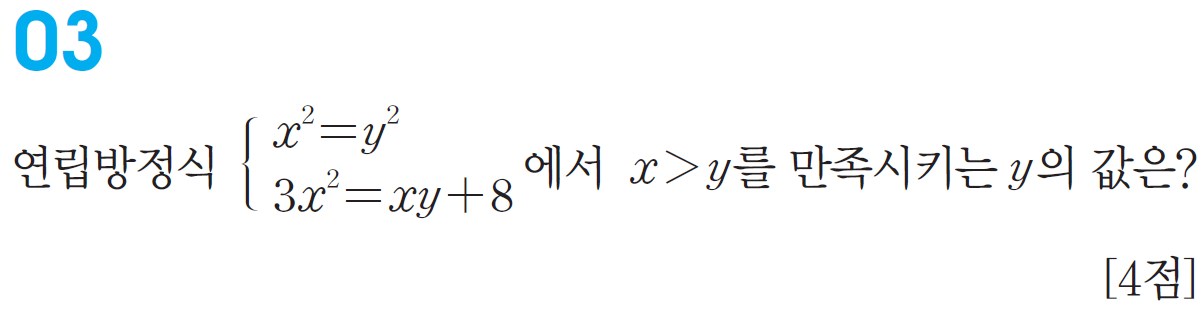 03
연립방정식 { x²=y² 3x²=xy+8 에서 x>y를 만족시키는 y의 값은?
[4점]